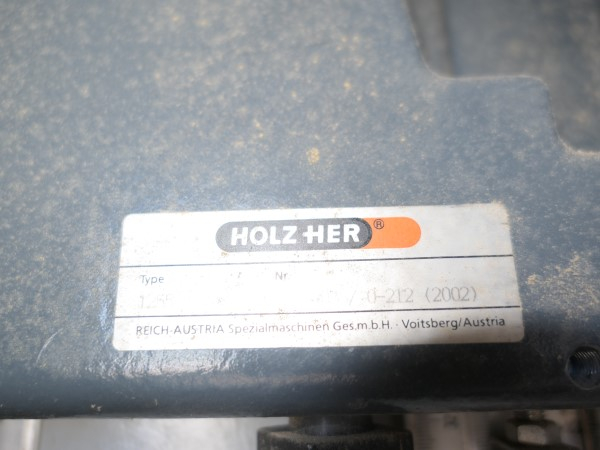 HOLZ-HER®
Type Nr.
0-212 (2002)
REICH-AUSTRIA Spezialmaschinen Ges.m.b.H. · Voitsberg/Austria